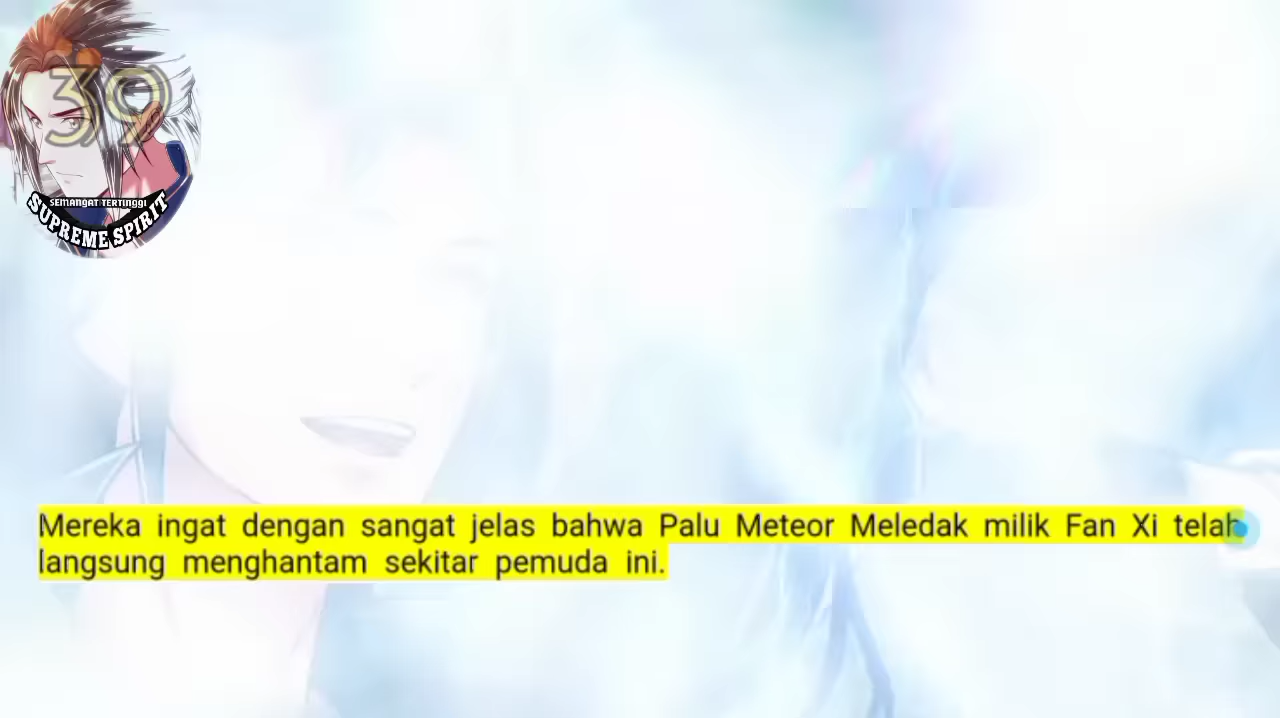 39
SEMANGAT TERTINGGI
SUPREME SPIRIT
Mereka ingat dengan sangat jelas bahwa Palu Meteor Meledak milik Fan Xi telah
langsung menghantam sekitar pemuda ini.